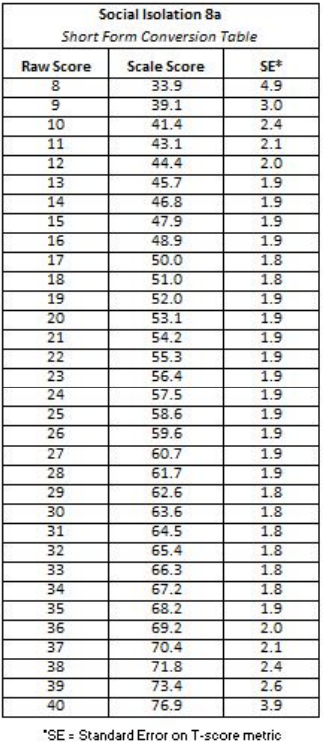 Social Isolation 8a
Short Form Conversion Table
Raw Score Scale Score SE*
8 33.9 4.9
9 39.1 3.0
10 41.4 2.4
11 43.1 2.1
12 44.4 2.0
13 45.7 1.9
14 46.8 1.9
15 47.9 1.9
16 48.9 1.9
17 50.0 1.8
18 51.0 1.8
19 52.0 1.9
20 53.1 1.9
21 54.2 1.9
22 55.3 1.9
23 56.4 1.9
24 57.5 1.9
25 58.6 1.9
26 59.6 1.9
27 60.7 1.9
28 61.7 1.9
29 62.6 1.8
30 63.6 1.8
31 64.5 1.8
32 65.4 1.8
33 66.3 1.8
34 67.2 1.8
35 68.2 1.9
36 69.2 2.0
37 70.4 2.1
38 71.8 2.4
39 73.4 2.6
40 76.9 3.9
*SE = Standard Error on T-score metric